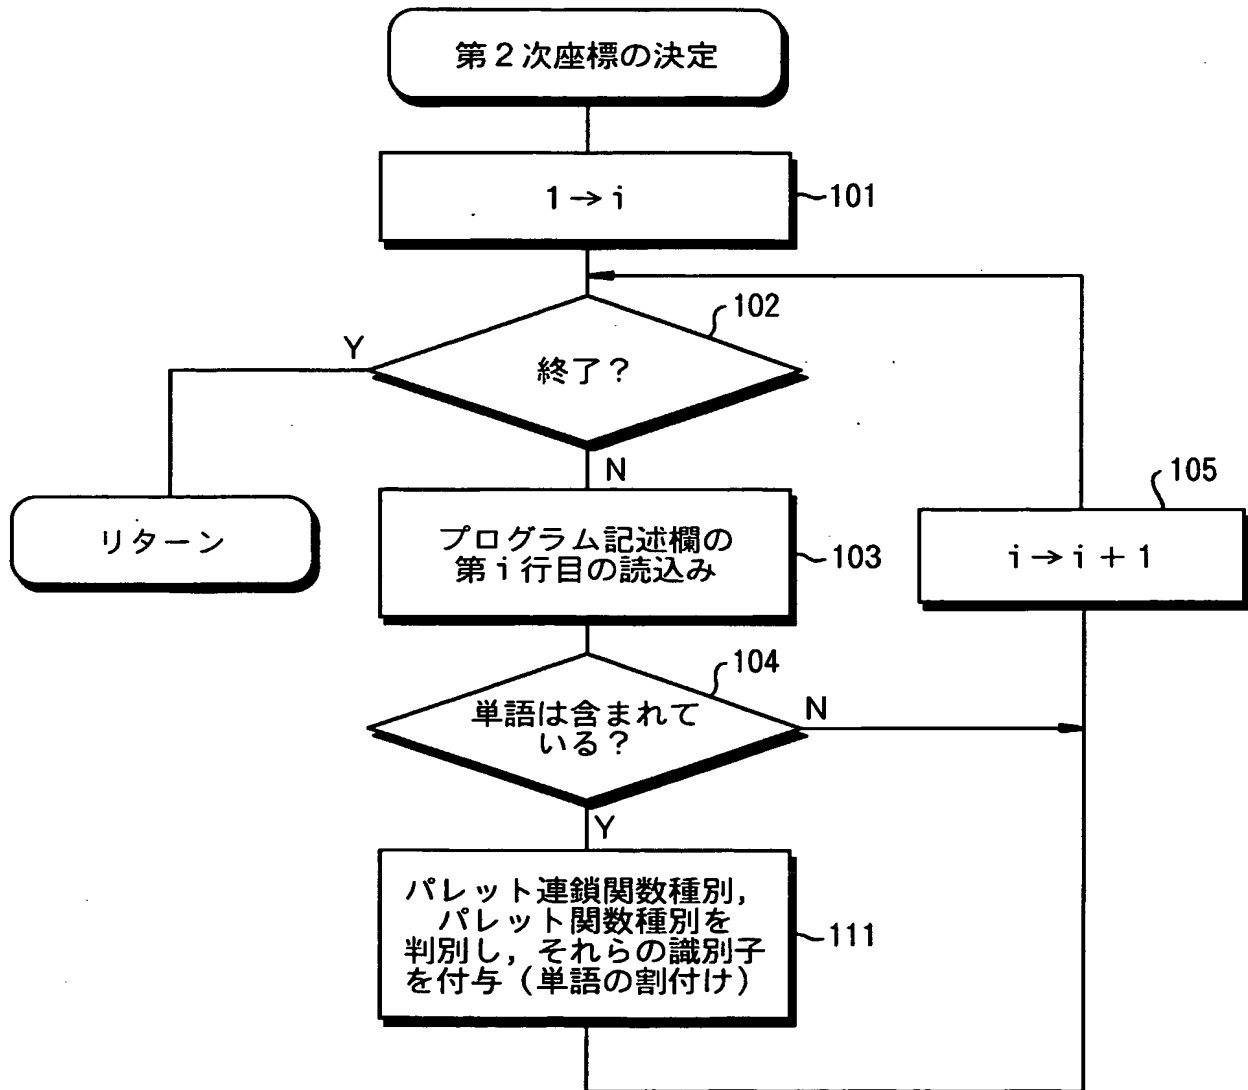 第2次座標の決定
1→i
101
102
Y
終了?
N
リターン
プログラム記述欄の
第i行目の読込み
103
105
i→i+1
104
単語は含まれて
いる?
N
Y
パレット連鎖関数種別,
パレット関数種別を
判別し,それらの識別子
を付与(単語の割付け)
111